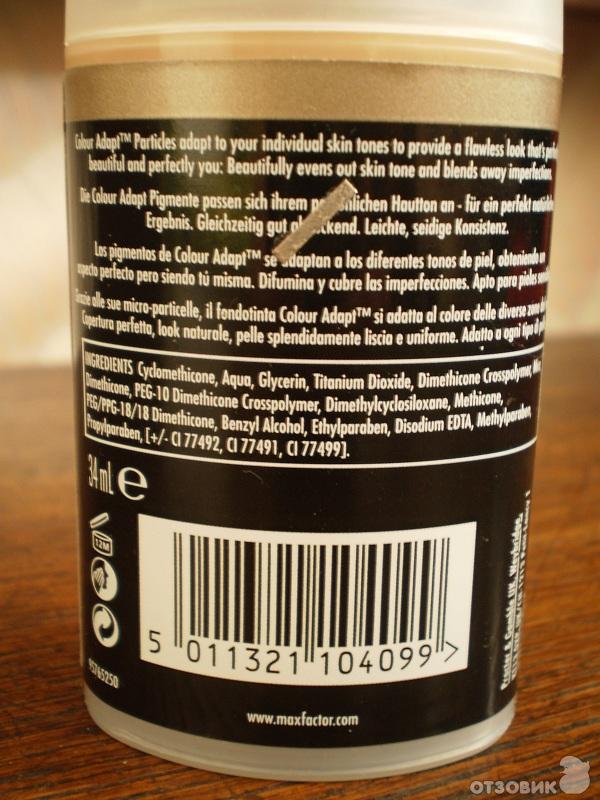 Colour Adapt™ Particles adapt to your individual skin tones to provide a flawless look that's
beautiful and perfectly you: Beautifully evens out skin tone and blends away imperfections.
Die Colour Adapt Pigmente passen sich ihrem Hautton an - für ein perfekt
Ergebnis. Gleichzeitig gut Leichte, seidige Konsistenz.
Los pigmentos de Colour Adapt™ se adaptan a los diferentes tonos de piel, obteniendo
aspecto perfecto pero siendo tú misma. Difumina y cubre las imperfecciones. Apto para pieles
Grazie alle sue micro-particelle, il fondotinta Colour Adapt™ si adatta al colore delle diverse zone
Copertura perfetta, look naturale, pelle splendidamente liscia e uniforme. Adatto a ogni tipo di
INGREDIENTS Cyclomethicone, Aqua, Glycerin, Titanium Dioxide, Dimethicone Crosspolymer,
Dimethicone, PEG-10 Dimethicone Crosspolymer, Dimethylcyclosiloxane, Methicone,
PEG/PPG-18/18 Dimethicone, Benzyl Alcohol, Ethylparaben, Disodium EDTA, Methylparaben,
Propylparaben, [+/- CI 77492, CI 77491, CI 77499].
34 mL e
12M
5 011321 104099 >
95765250
www.maxfactor.com
ОТЗОВИК